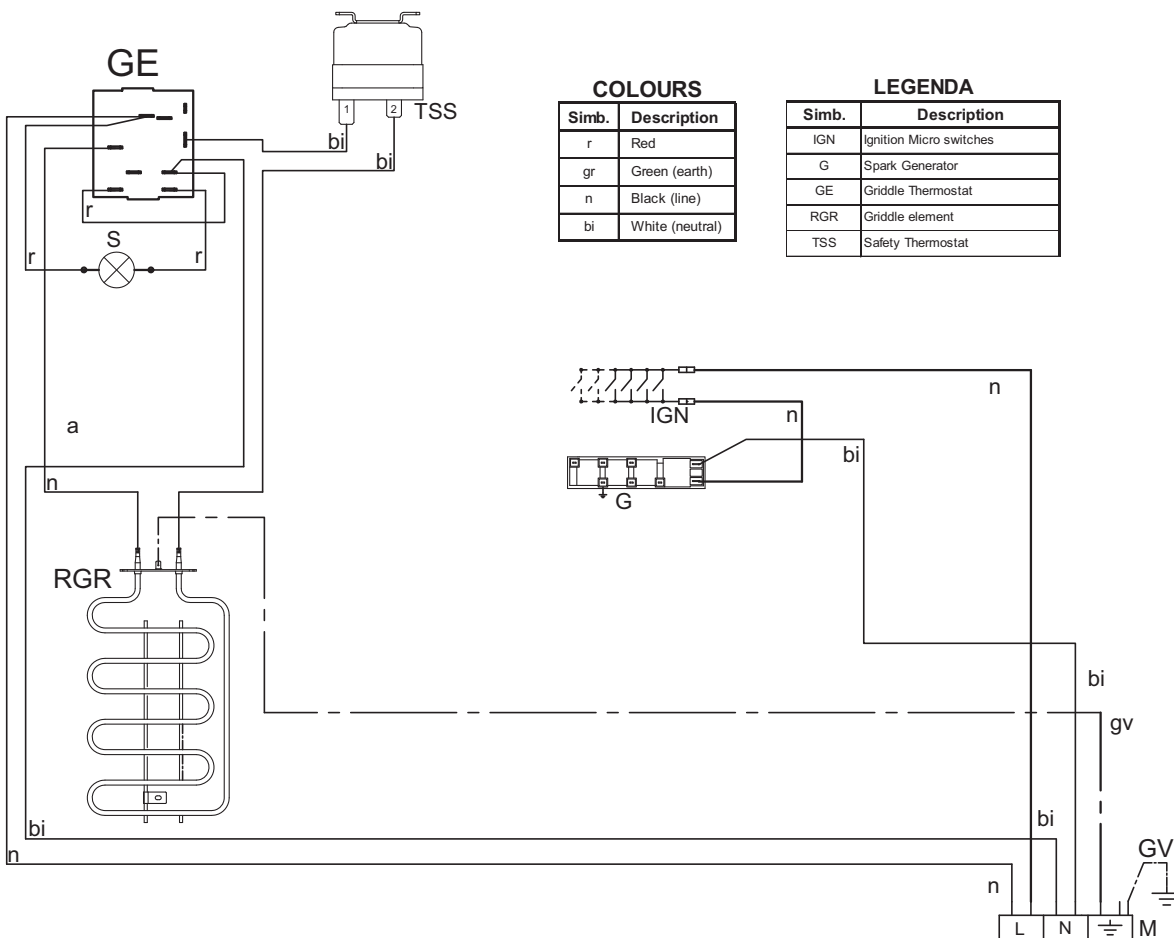 GE
1 2
TSS
bi
bi
r
S
r r
a
n
RGR
bi
n
COLOURS
Simb. Description
r Red
gr Green (earth)
n Black (line)
bi White (neutral)
LEGENDA
Simb. Description
IGN Ignition Micro switches
G Spark Generator
GE Griddle Thermostat
RGR Griddle element
TSS Safety Thermostat
n
IGN
n
bi
G
bi
gv
bi
GV
n
L N M